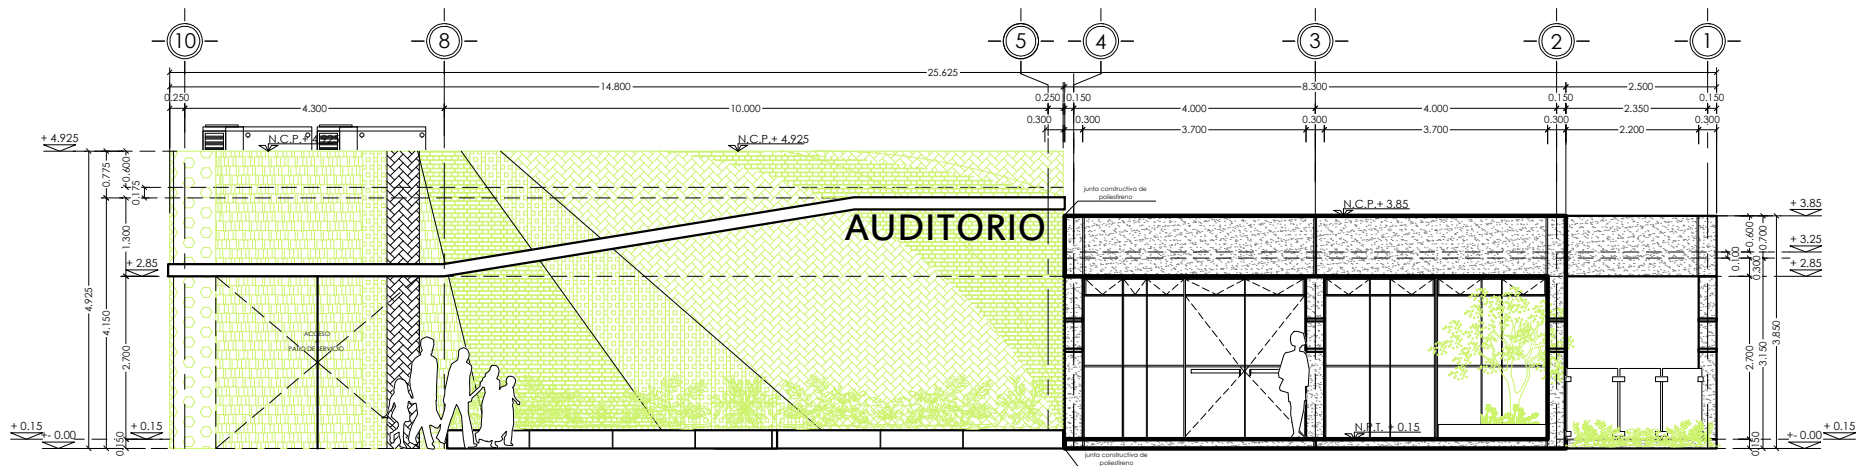 10 8 5 4 3 2 1
25.625
14.800 8.300 2.500
0.250 4.300 10.000 0.250 0.150 4.000 4.000 0.150 2.350 0.150
0.300 0.300 3.700 0.300 3.700 0.300 2.200 0.300
+ 4.925
N.C.P.+ 4.925
N.C.P.+ 4.925
0.775
0.600
0.175
junta constructiva de
poliestireno
N.C.P.+ 3.85
+ 3.85
AUDITORIO
1.300
+ 3.25
0.600
0.700
0.100
0.300
+ 2.85
+ 2.85
4.925
4.150
2.700
ACCESO
PATIO DE SERVICIO
2.700
3.150
3.850
+ 0.15
+ 0.15
+- 0.00
0.150
N.P.T. + 0.15
+ 0.15
+- 0.00
0.150
junta constructiva de
poliestireno